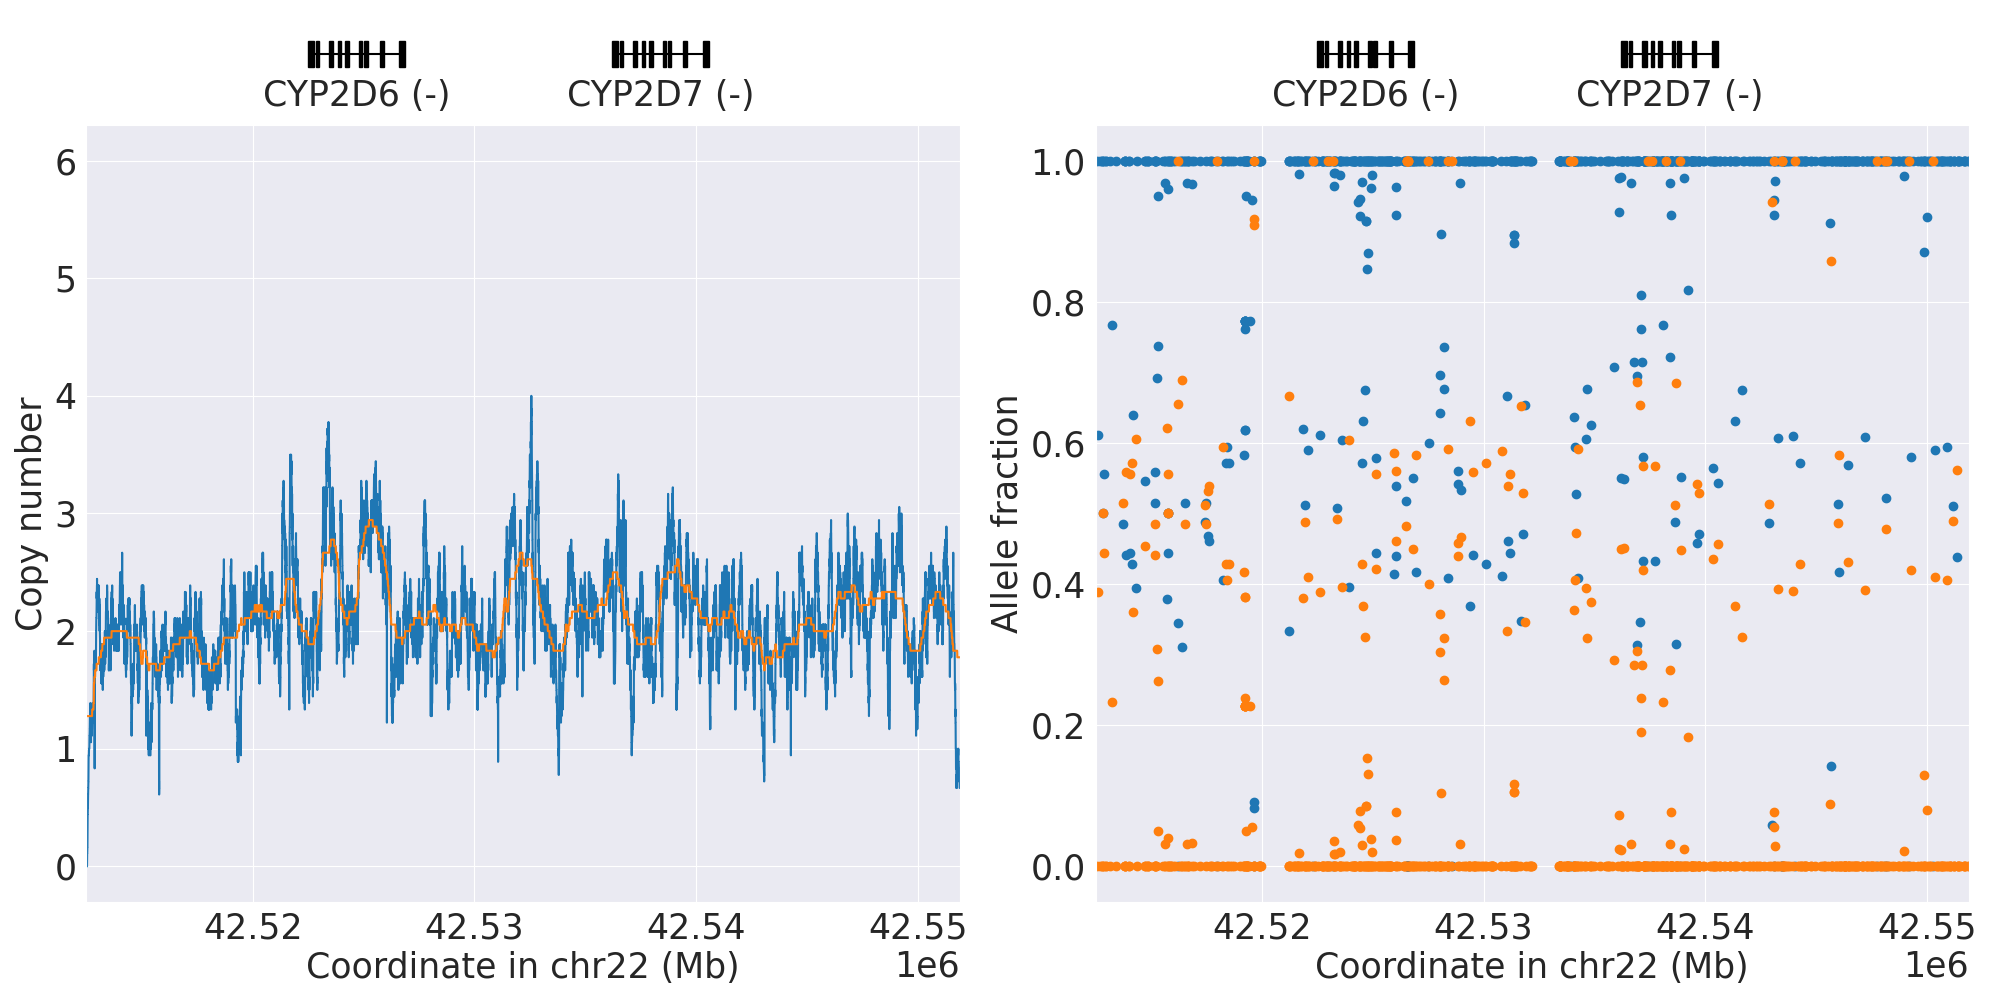 CYP2D6 (-) CYP2D7 (-)
6
5
4
3
2
1
0
Copy number
42.52 42.53 42.54 42.55
Coordinate in chr22 (Mb) 1e6
CYP2D6 (-) CYP2D7 (-)
1.0
0.8
0.6
0.4
0.2
0.0
Allele fraction
42.52 42.53 42.54 42.55
Coordinate in chr22 (Mb) 1e6